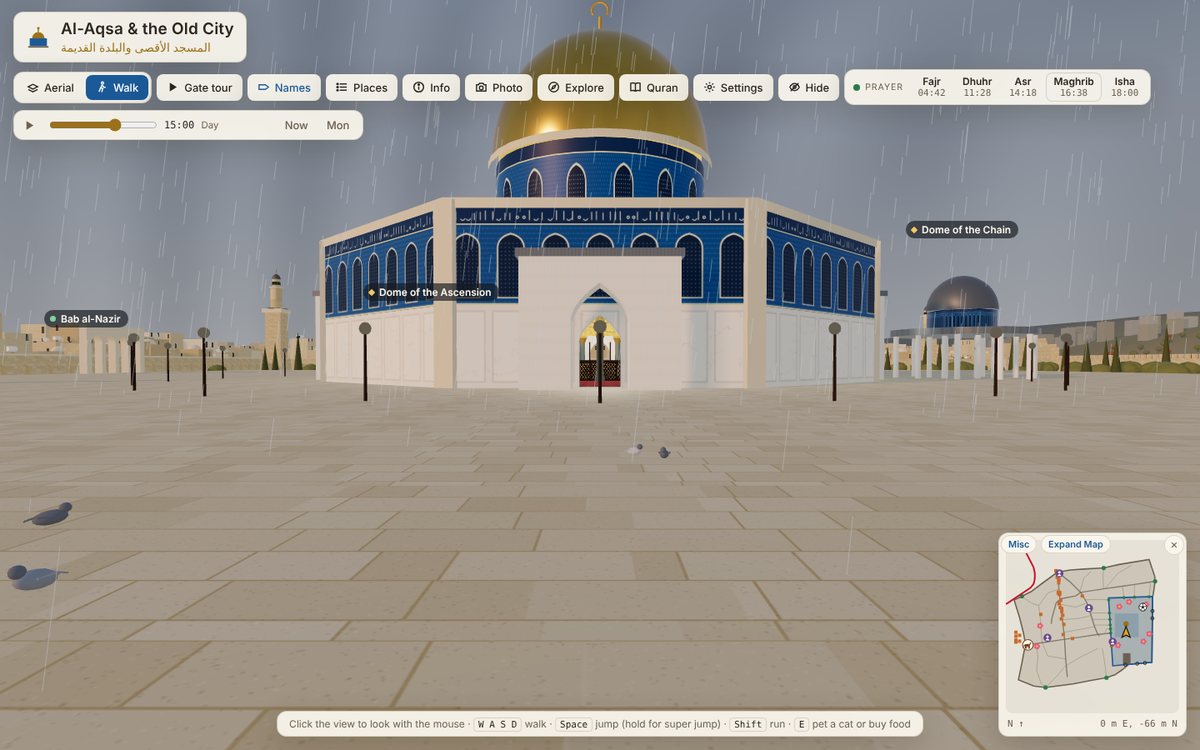 Al-Aqsa & the Old City
المسجد الأقصى والبلدة القديمة
Aerial
Walk
Gate tour
Names
Places
Info
Photo
Explore
Quran
Settings
Hide
PRAYER
Fajr
04:42
Dhuhr
11:28
Asr
14:18
Maghrib
16:38
Isha
18:00
15:00 Day
Now
Mon
Dome of the Chain
Dome of the Ascension
Bab al-Nazir
Misc
Expand Map
N ↑
0 m E, -66 m N
Click the view to look with the mouse · W A S D walk · Space jump (hold for super jump) · Shift run · E pet a cat or buy food